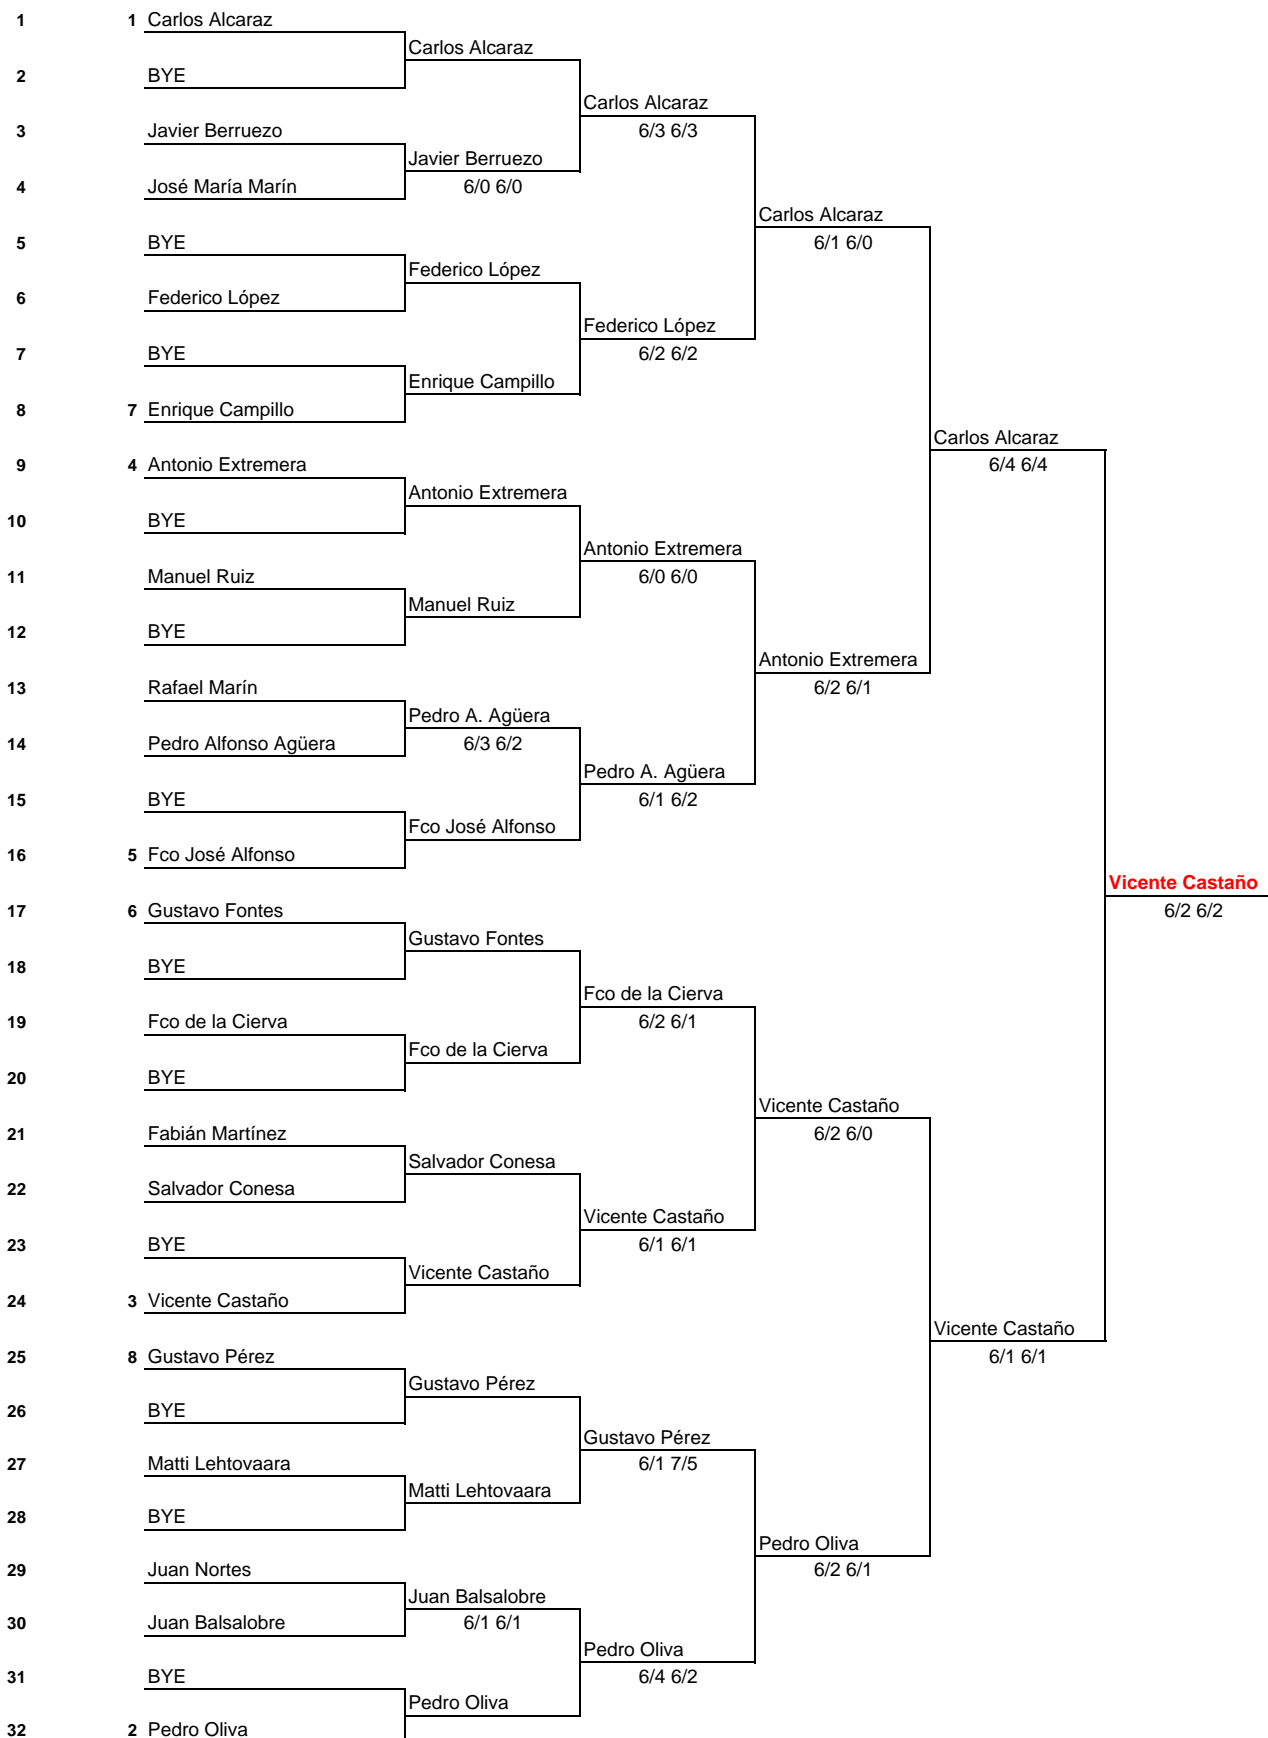 1 1 Carlos Alcaraz
Carlos Alcaraz
2 BYE
Carlos Alcaraz
3 Javier Berruezo 6/3 6/3
Javier Berruezo
4 José María Marín 6/0 6/0
Carlos Alcaraz
5 BYE 6/1 6/0
Federico López
6 Federico López
Federico López
7 BYE 6/2 6/2
Enrique Campillo
8 7 Enrique Campillo
Carlos Alcaraz
9 4 Antonio Extremera 6/4 6/4
Antonio Extremera
10 BYE
Antonio Extremera
11 Manuel Ruiz 6/0 6/0
Manuel Ruiz
12 BYE
Antonio Extremera
13 Rafael Marín 6/2 6/1
Pedro A. Agüera
14 Pedro Alfonso Agüera 6/3 6/2
Pedro A. Agüera
15 BYE 6/1 6/2
Fco José Alfonso
16 5 Fco José Alfonso
Vicente Castaño
17 6 Gustavo Fontes 6/2 6/2
Gustavo Fontes
18 BYE
Fco de la Cierva
19 Fco de la Cierva 6/2 6/1
Fco de la Cierva
20 BYE
Vicente Castaño
21 Fabián Martínez 6/2 6/0
Salvador Conesa
22 Salvador Conesa
Vicente Castaño
23 BYE 6/1 6/1
Vicente Castaño
24 3 Vicente Castaño
Vicente Castaño
25 8 Gustavo Pérez 6/1 6/1
Gustavo Pérez
26 BYE
Gustavo Pérez
27 Matti Lehtovaara 6/1 7/5
Matti Lehtovaara
28 BYE
Pedro Oliva
29 Juan Nortes 6/2 6/1
Juan Balsalobre
30 Juan Balsalobre 6/1 6/1
Pedro Oliva
31 BYE 6/4 6/2
Pedro Oliva
32 2 Pedro Oliva